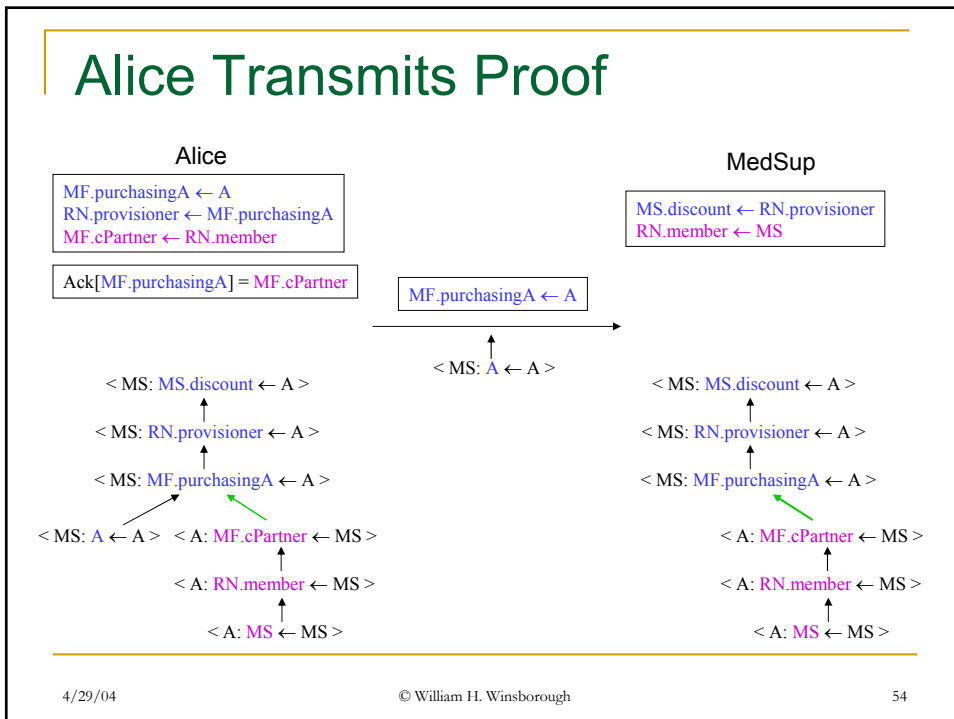 Alice Transmits Proof
Alice
MedSup
MF.purchasingA ← A
RN.provisioner ← MF.purchasingA
MF.cPartner ← RN.member
MS.discount ← RN.provisioner
RN.member ← MS
Ack[MF.purchasingA] = MF.cPartner
MF.purchasingA ← A
< MS: A ← A >
< MS: MS.discount ← A >
< MS: RN.provisioner ← A >
< MS: MF.purchasingA ← A >
< MS: A ← A > < A: MF.cPartner ← MS >
< A: RN.member ← MS >
< A: MS ← MS >
< MS: MS.discount ← A >
< MS: RN.provisioner ← A >
< MS: MF.purchasingA ← A >
< A: MF.cPartner ← MS >
< A: RN.member ← MS >
< A: MS ← MS >
4/29/04
© William H. Winsborough
54